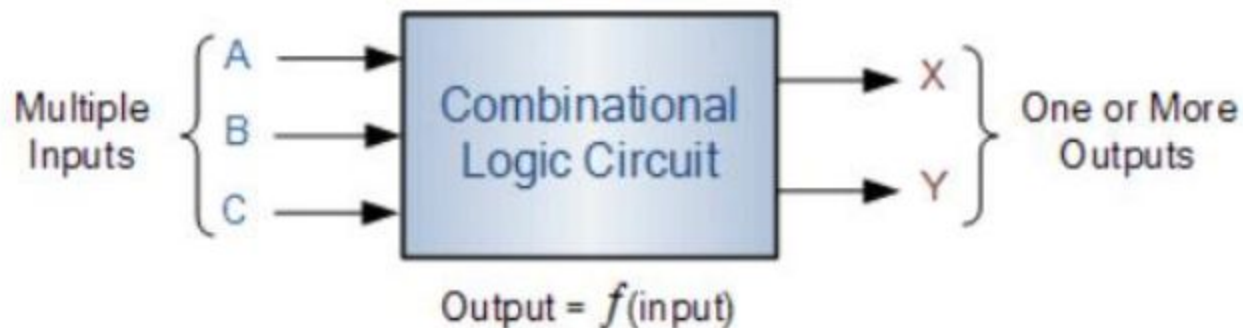 Multiple
Inputs
A
B
C
Combinational
Logic Circuit
X
Y
One or More
Outputs
Output = f(input)